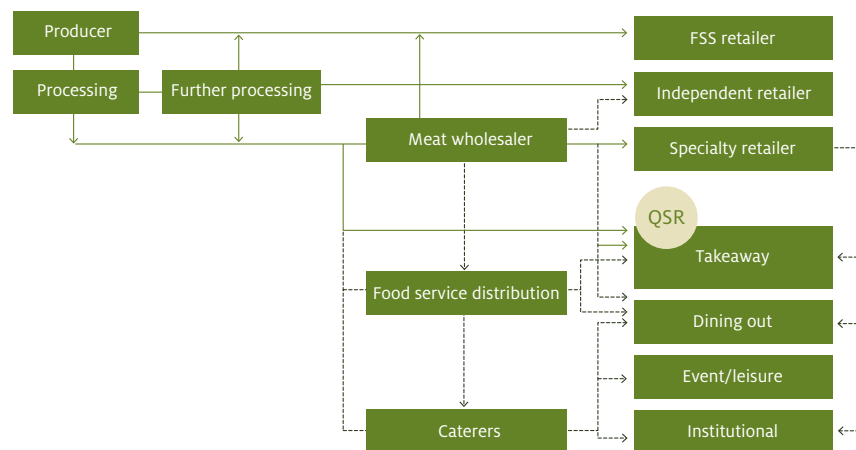 Producer
FSS retailer
Processing
Further processing
Independent retailer
Meat wholesaler
Specialty retailer
QSR
Takeaway
Food service distribution
Dining out
Event/leisure
Caterers
Institutional